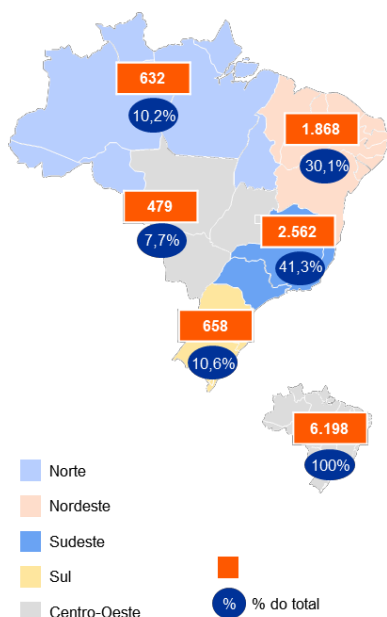 632
10,2%
1.868
30,1%
479
7,7%
2.562
41,3%
658
10,6%
6.198
100%
Norte
Nordeste
Sudeste
Sul
Centro-Oeste
% % do total